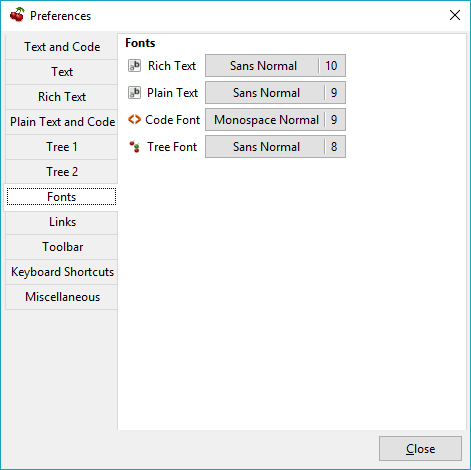 Preferences
Text and Code
Text
Rich Text
Plain Text and Code
Tree 1
Tree 2
Fonts
Links
Toolbar
Keyboard Shortcuts
Miscellaneous
Fonts
Rich Text Sans Normal 10
Plain Text Sans Normal 9
Code Font Monospace Normal 9
Tree Font Sans Normal 8
Close